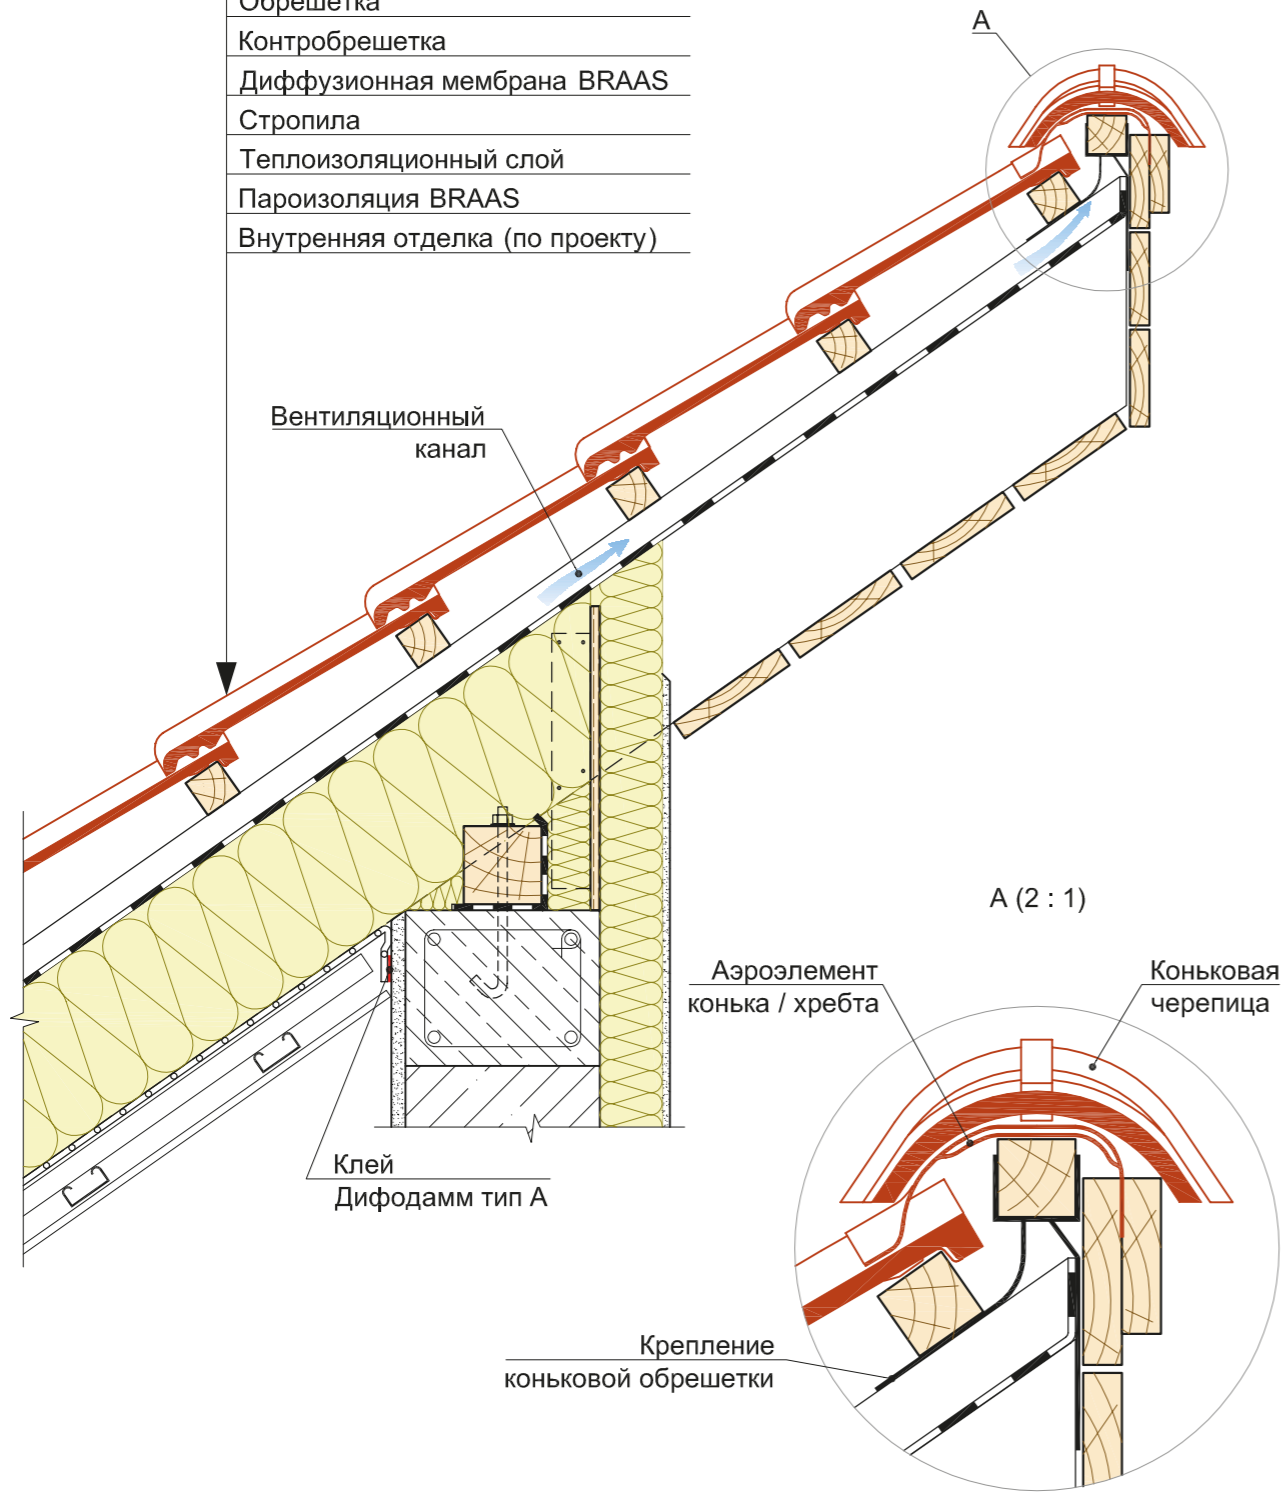 Обрешетка
Контробрешетка
Диффузионная мембрана BRAAS
Стропила
Теплоизоляционный слой
Пароизоляция BRAAS
Внутренняя отделка (по проекту)
А
Вентиляционный
канал
А (2 : 1)
Аэроэлемент
конька / хребта
Коньковая
черепица
Клей
Дифодамм тип А
Крепление
коньковой обрешетки